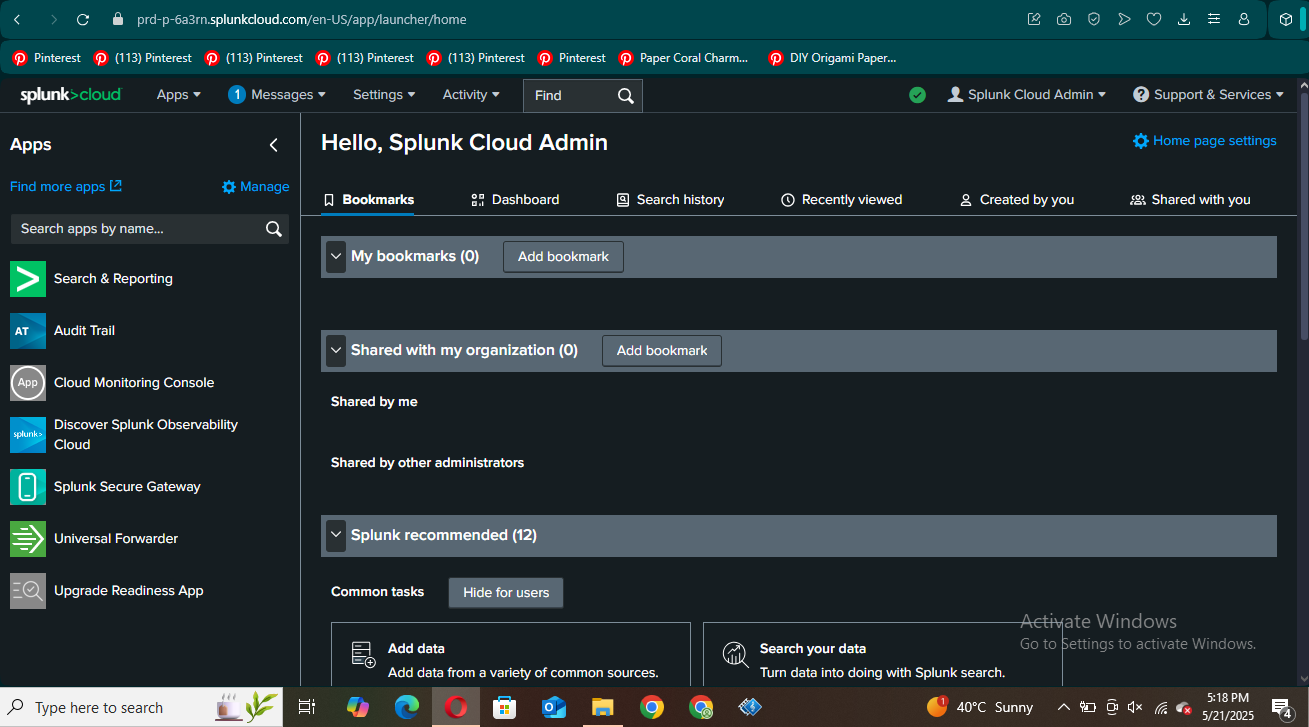 prd-p-6a3rn.splunkcloud.com/en-US/app/launcher/home
Pinterest (113) Pinterest (113) Pinterest (113) Pinterest (113) Pinterest Pinterest Paper Coral Charm... DIY Origami Paper...
splunk>cloud Apps 1 Messages Settings Activity Find Splunk Cloud Admin ? Support & Services
Apps
Hello, Splunk Cloud Admin
Home page settings
Find more apps Manage
Bookmarks Dashboard Search history Recently viewed Created by you Shared with you
Search apps by name...
My bookmarks (0) Add bookmark
Search & Reporting
AT Audit Trail
Shared with my organization (0) Add bookmark
App Cloud Monitoring Console
Shared by me
Discover Splunk Observability
splunk>
Cloud
Shared by other administrators
Splunk Secure Gateway
Universal Forwarder
Splunk recommended (12)
Upgrade Readiness App
Common tasks Hide for users
Add data
Add data from a variety of common sources.
Search your data
Turn data into doing with Splunk search.
Activate Windows
Go to Settings to activate Windows.
Type here to search
1 40°C Sunny
5:18 PM
5/21/2025
4